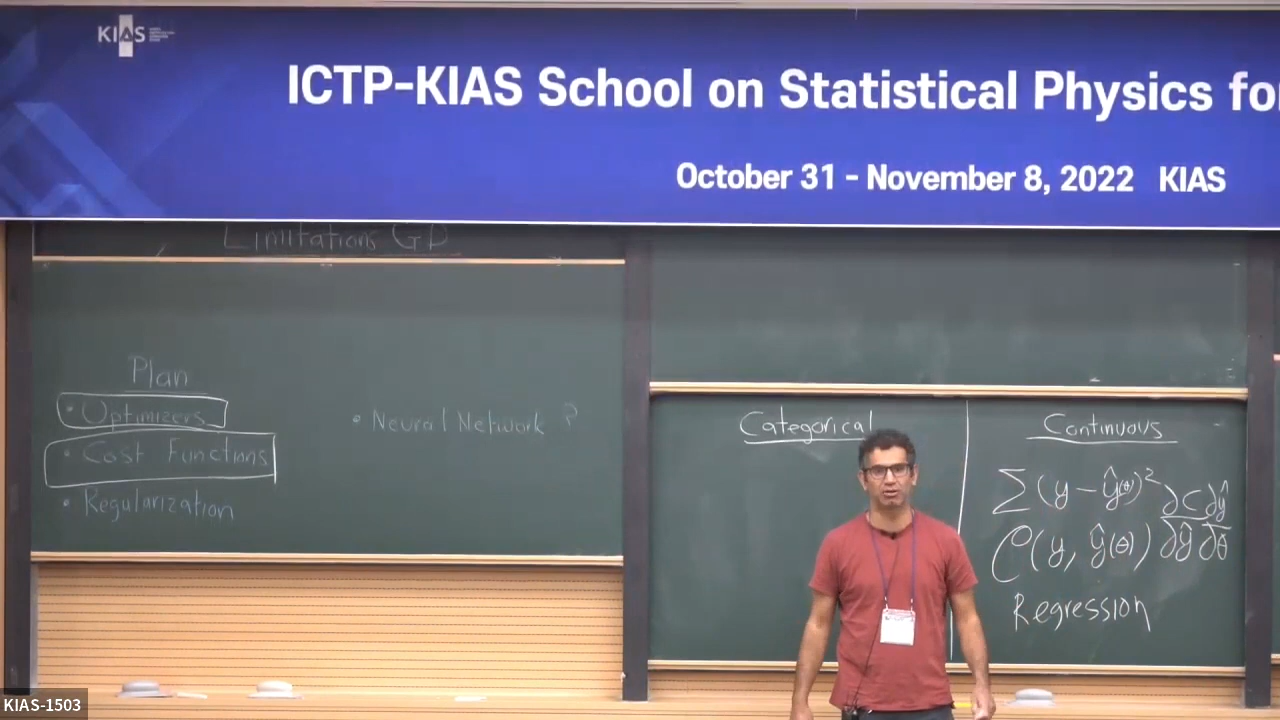 KIAS
ICTP-KIAS School on Statistical Physics for
October 31 - November 8, 2022 KIAS
Limitations GD
Plan
• Optimizers
• Cost Functions
• Regularization
• Neural Network ?
Categorical
Continuous
∑(y - ŷ(θ))² ∂C ∂ŷ
C(y, ŷ(θ)) ∂ŷ ∂θ
Regression
KIAS-1503